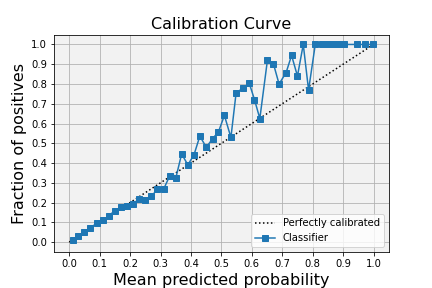 Calibration Curve
Fraction of positives
1.0
0.9
0.8
0.7
0.6
0.5
0.4
0.3
0.2
0.1
0.0
Perfectly calibrated
Classifier
0.0 0.1 0.2 0.3 0.4 0.5 0.6 0.7 0.8 0.9 1.0
Mean predicted probability